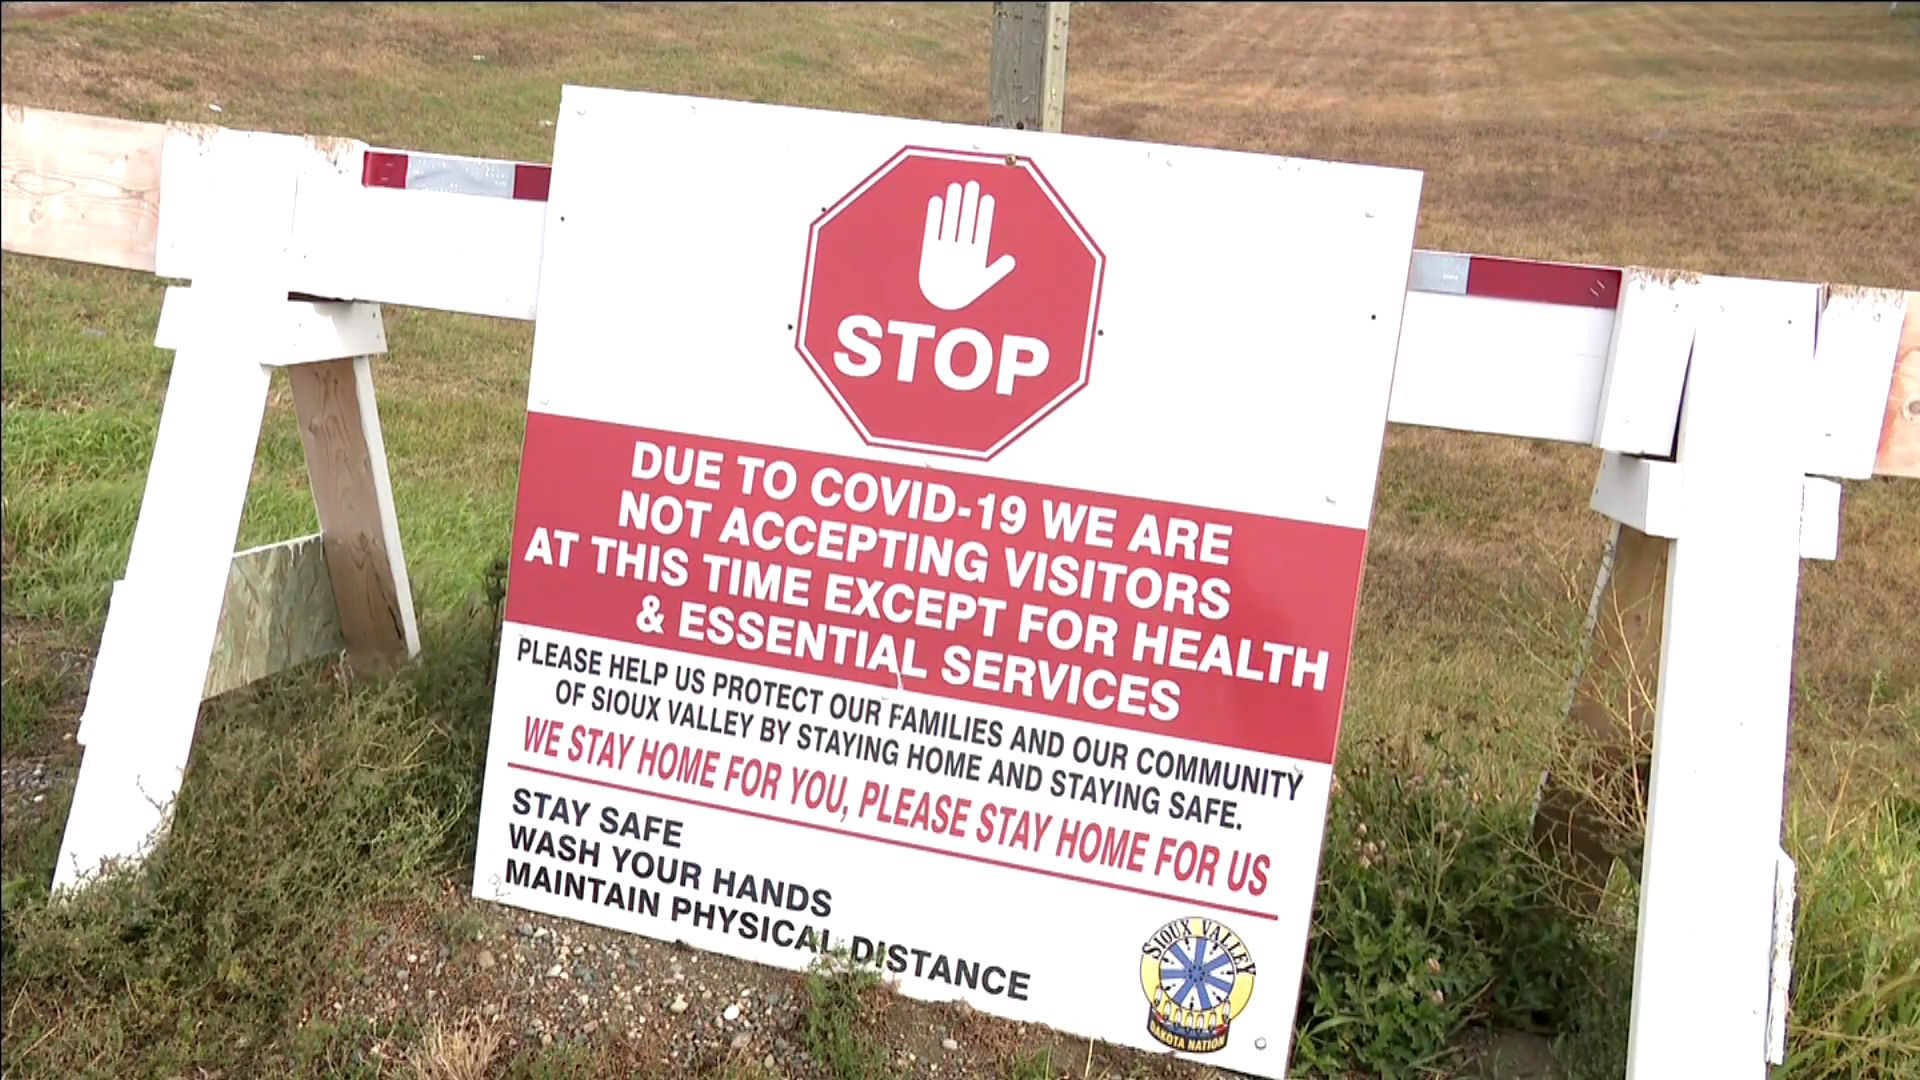 STOP
DUE TO COVID-19 WE ARE
NOT ACCEPTING VISITORS
AT THIS TIME EXCEPT FOR HEALTH
& ESSENTIAL SERVICES
PLEASE HELP US PROTECT OUR FAMILIES AND OUR COMMUNITY
OF SIOUX VALLEY BY STAYING HOME AND STAYING SAFE.
WE STAY HOME FOR YOU, PLEASE STAY HOME FOR US
STAY SAFE
WASH YOUR HANDS
MAINTAIN PHYSICAL DISTANCE
SIOUX VALLEY
DAKOTA NATION